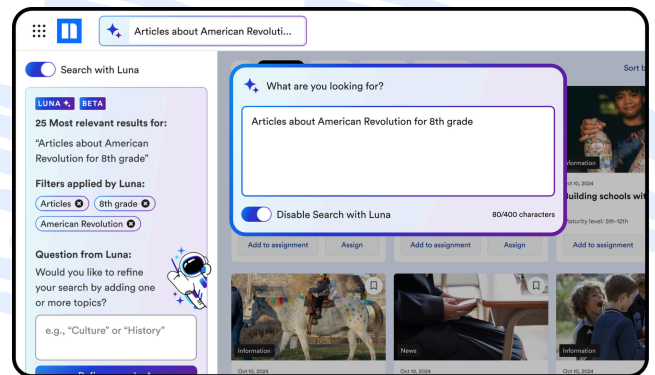 Articles about American Revoluti...
Search with Luna
Sort b
LUNA
BETA
25 Most relevant results for:
“Articles about American
Revolution for 8th grade”
Filters applied by Luna:
Articles
8th grade
American Revolution
Question from Luna:
Would you like to refine
your search by adding one
or more topics?
e.g., “Culture” or “History”
What are you looking for?
Articles about American Revolution for 8th grade
Disable Search with Luna
80/400 characters
Information
Oct 10, 2024
Building schools wit
Maturity level: 5th-12th
Add to assignment
Assign
Add to assignment
Assign
Add to assignment
Information
Oct 10, 2024
News
Oct 10, 2024
Information
Oct 10, 2024